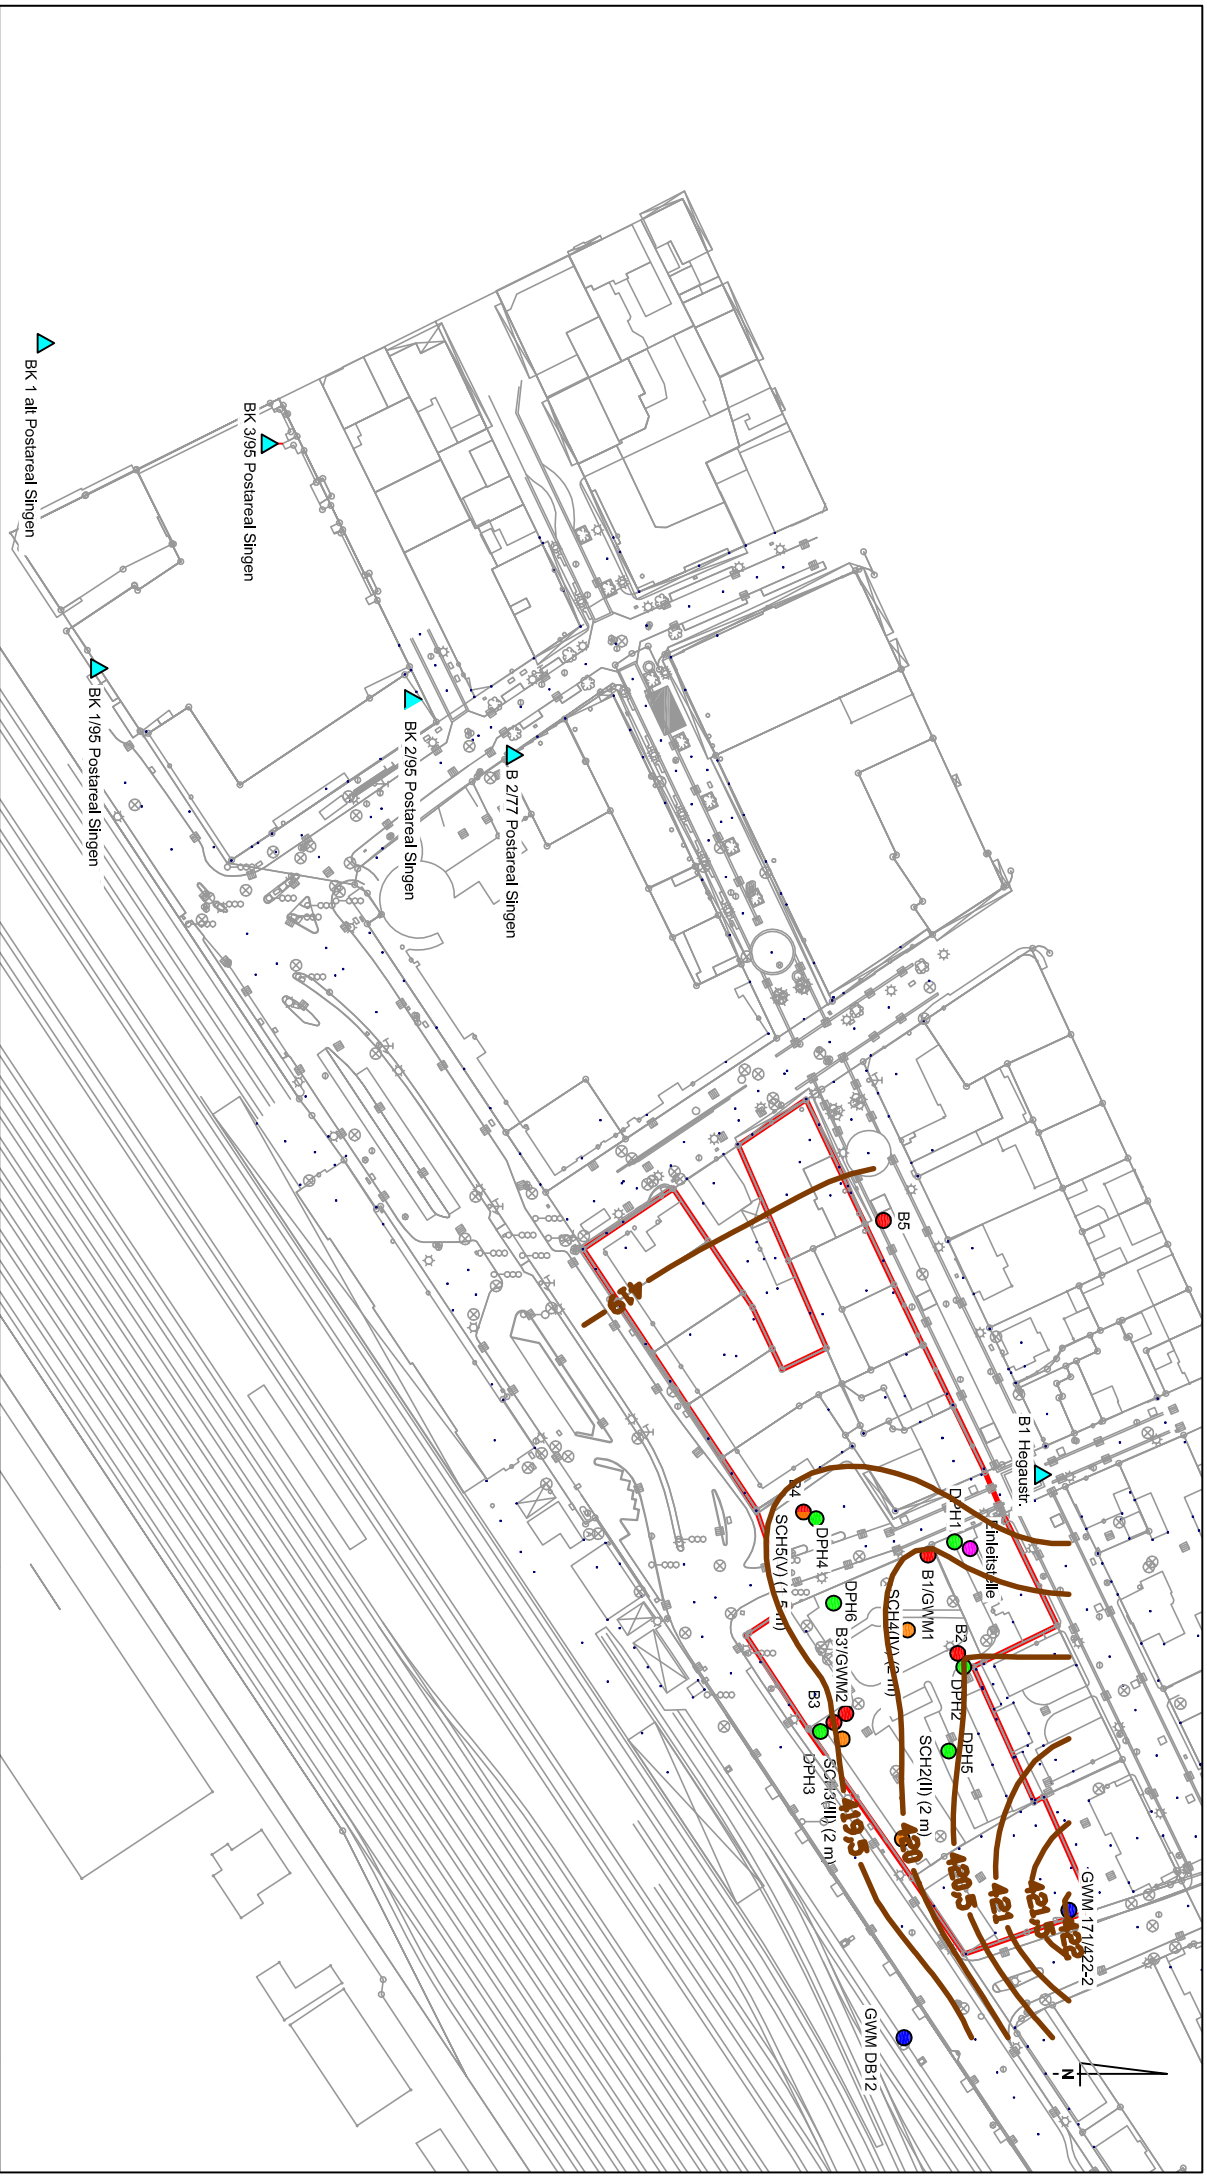 BK 1 alt Postareal Singen
BK 3/95 Postareal Singen
BK 1/95 Postareal Singen
BK 2/95 Postareal SIngen
B 2/77 Postareal Singen
B5
B1 Hegaustr.
419
B4
DPH4
SCH5(V) (1,5 m)
DPH1
Einleitstelle
B1/GWM1
DPH6
SCH4(IV) (2 m)
B2
DPH2
B3'/GWM2
B3
DPH3
SCH3(III) (2 m)
DPH5
SCH2(II) (2 m)
419,5
420
420,5
421
421,5
422
GWM 171/422-2
GWM DB12
N